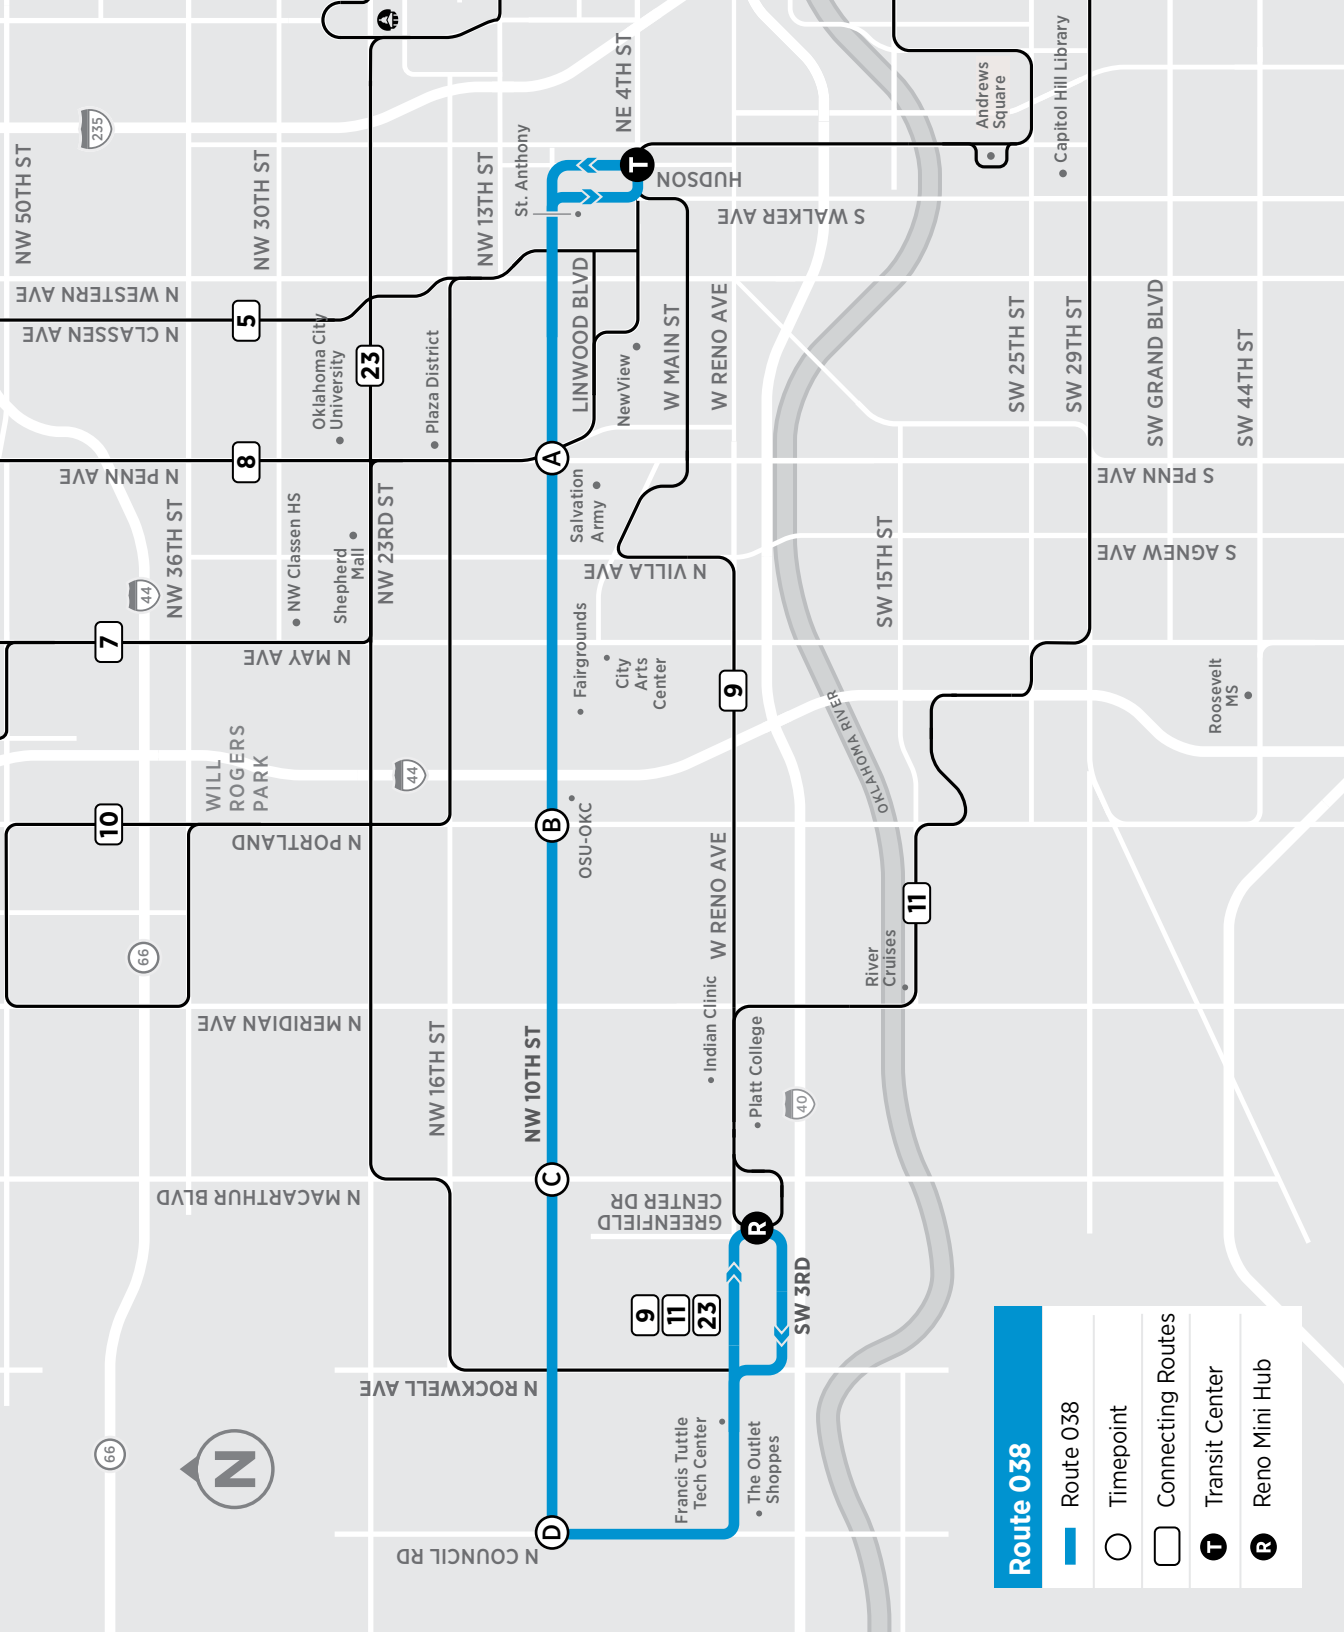 235
NW 50TH ST
NW 30TH ST
NW 13TH ST
St. Anthony
NE 4TH ST
T
HUDSON
S WALKER AVE
Andrews
Square
Capitol Hill Library
N WESTERN AVE
N CLASSEN AVE
5
Oklahoma City
University
23
Plaza District
LINWOOD BLVD
NewView
W MAIN ST
W RENO AVE
SW 25TH ST
SW 29TH ST
SW GRAND BLVD
SW 44TH ST
N PENN AVE
8
A
S PENN AVE
NW 36TH ST
44
NW Classen HS
Shepherd
Mall
NW 23RD ST
Salvation
Army
N VILLA AVE
SW 15TH ST
S AGNEW AVE
7
N MAY AVE
Fairgrounds
City
Arts
Center
9
OKLAHOMA RIVER
Roosevelt
MS
WILL
ROGERS
PARK
44
10
N PORTLAND
B
OSU-OKC
W RENO AVE
11
River
Cruises
66
N MERIDIAN AVE
NW 16TH ST
NW 10TH ST
Indian Clinic
Platt College
40
N MACARTHUR BLVD
C
GREENFIELD
CENTER DR
R
9
11
23
SW 3RD
N ROCKWELL AVE
66
N
Francis Tuttle
Tech Center
The Outlet
Shoppes
D
N COUNCIL RD
Route 038
Route 038
Timepoint
Connecting Routes
T Transit Center
R Reno Mini Hub